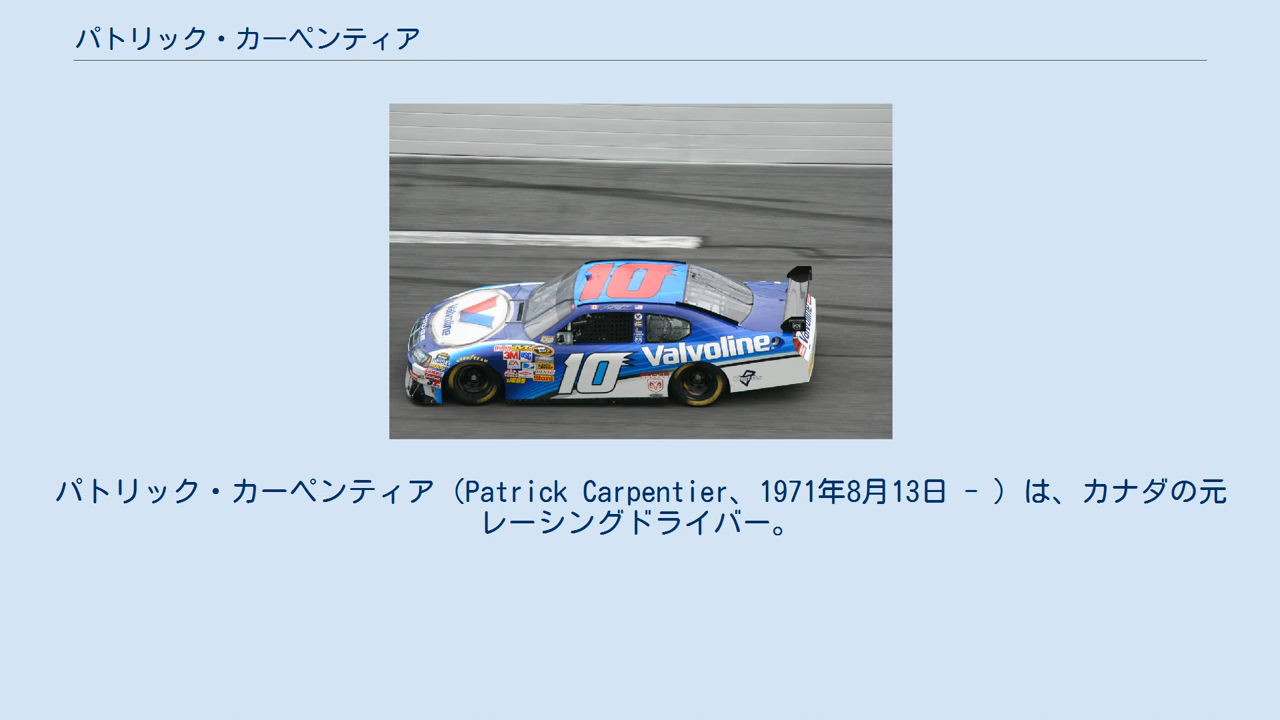 パトリック・カーペンティア
10
Valvoline
10
Valvoline
3M
パトリック・カーペンティア（Patrick Carpentier、1971年8月13日 - ）は、カナダの元
レーシングドライバー。